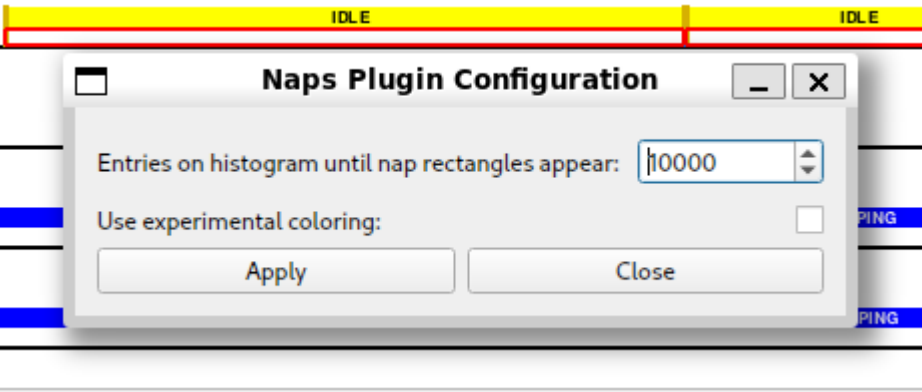 IDLE IDLE
Naps Plugin Configuration
Entries on histogram until nap rectangles appear: 10000
PING
Use experimental coloring:
Apply Close
PING